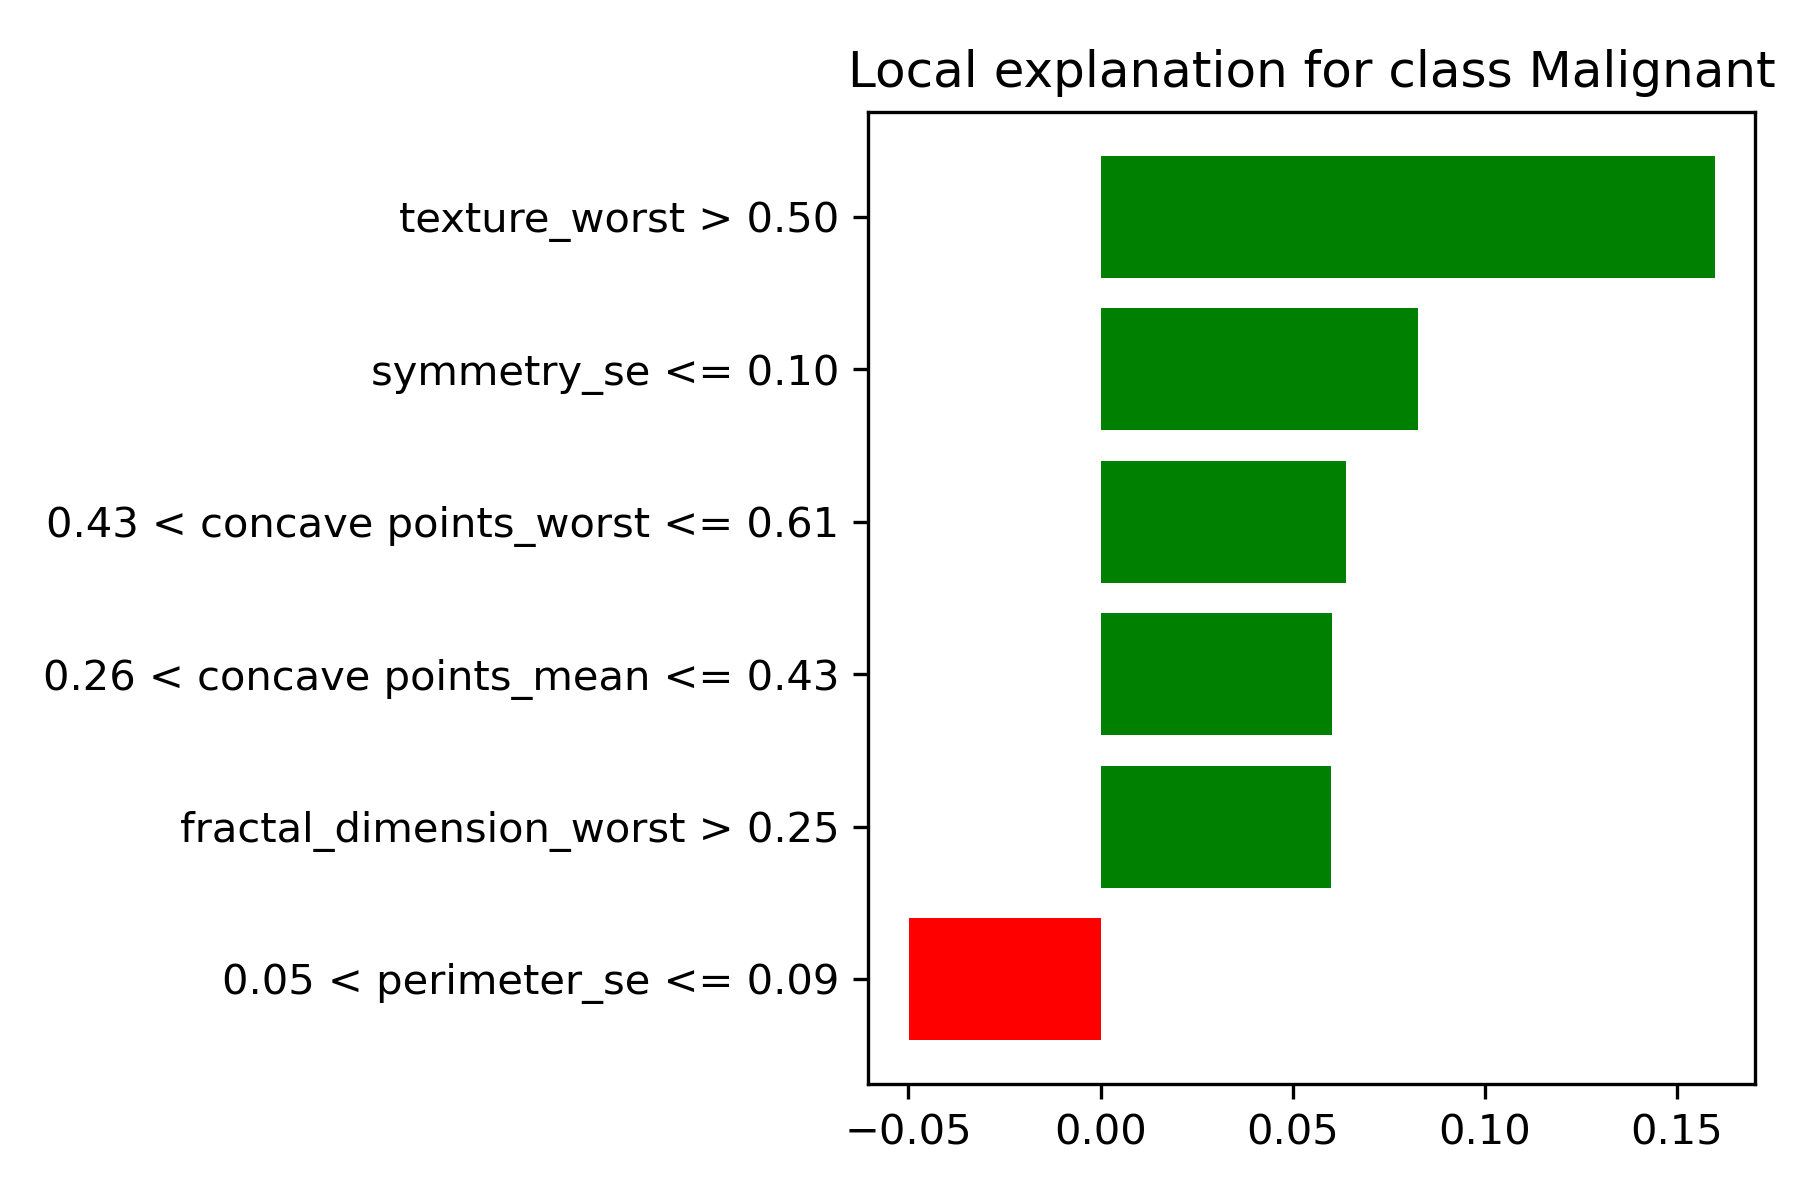 Local explanation for class Malignant
texture_worst > 0.50
symmetry_se <= 0.10
0.43 < concave points_worst <= 0.61
0.26 < concave points_mean <= 0.43
fractal_dimension_worst > 0.25
0.05 < perimeter_se <= 0.09
−0.05 0.00 0.05 0.10 0.15